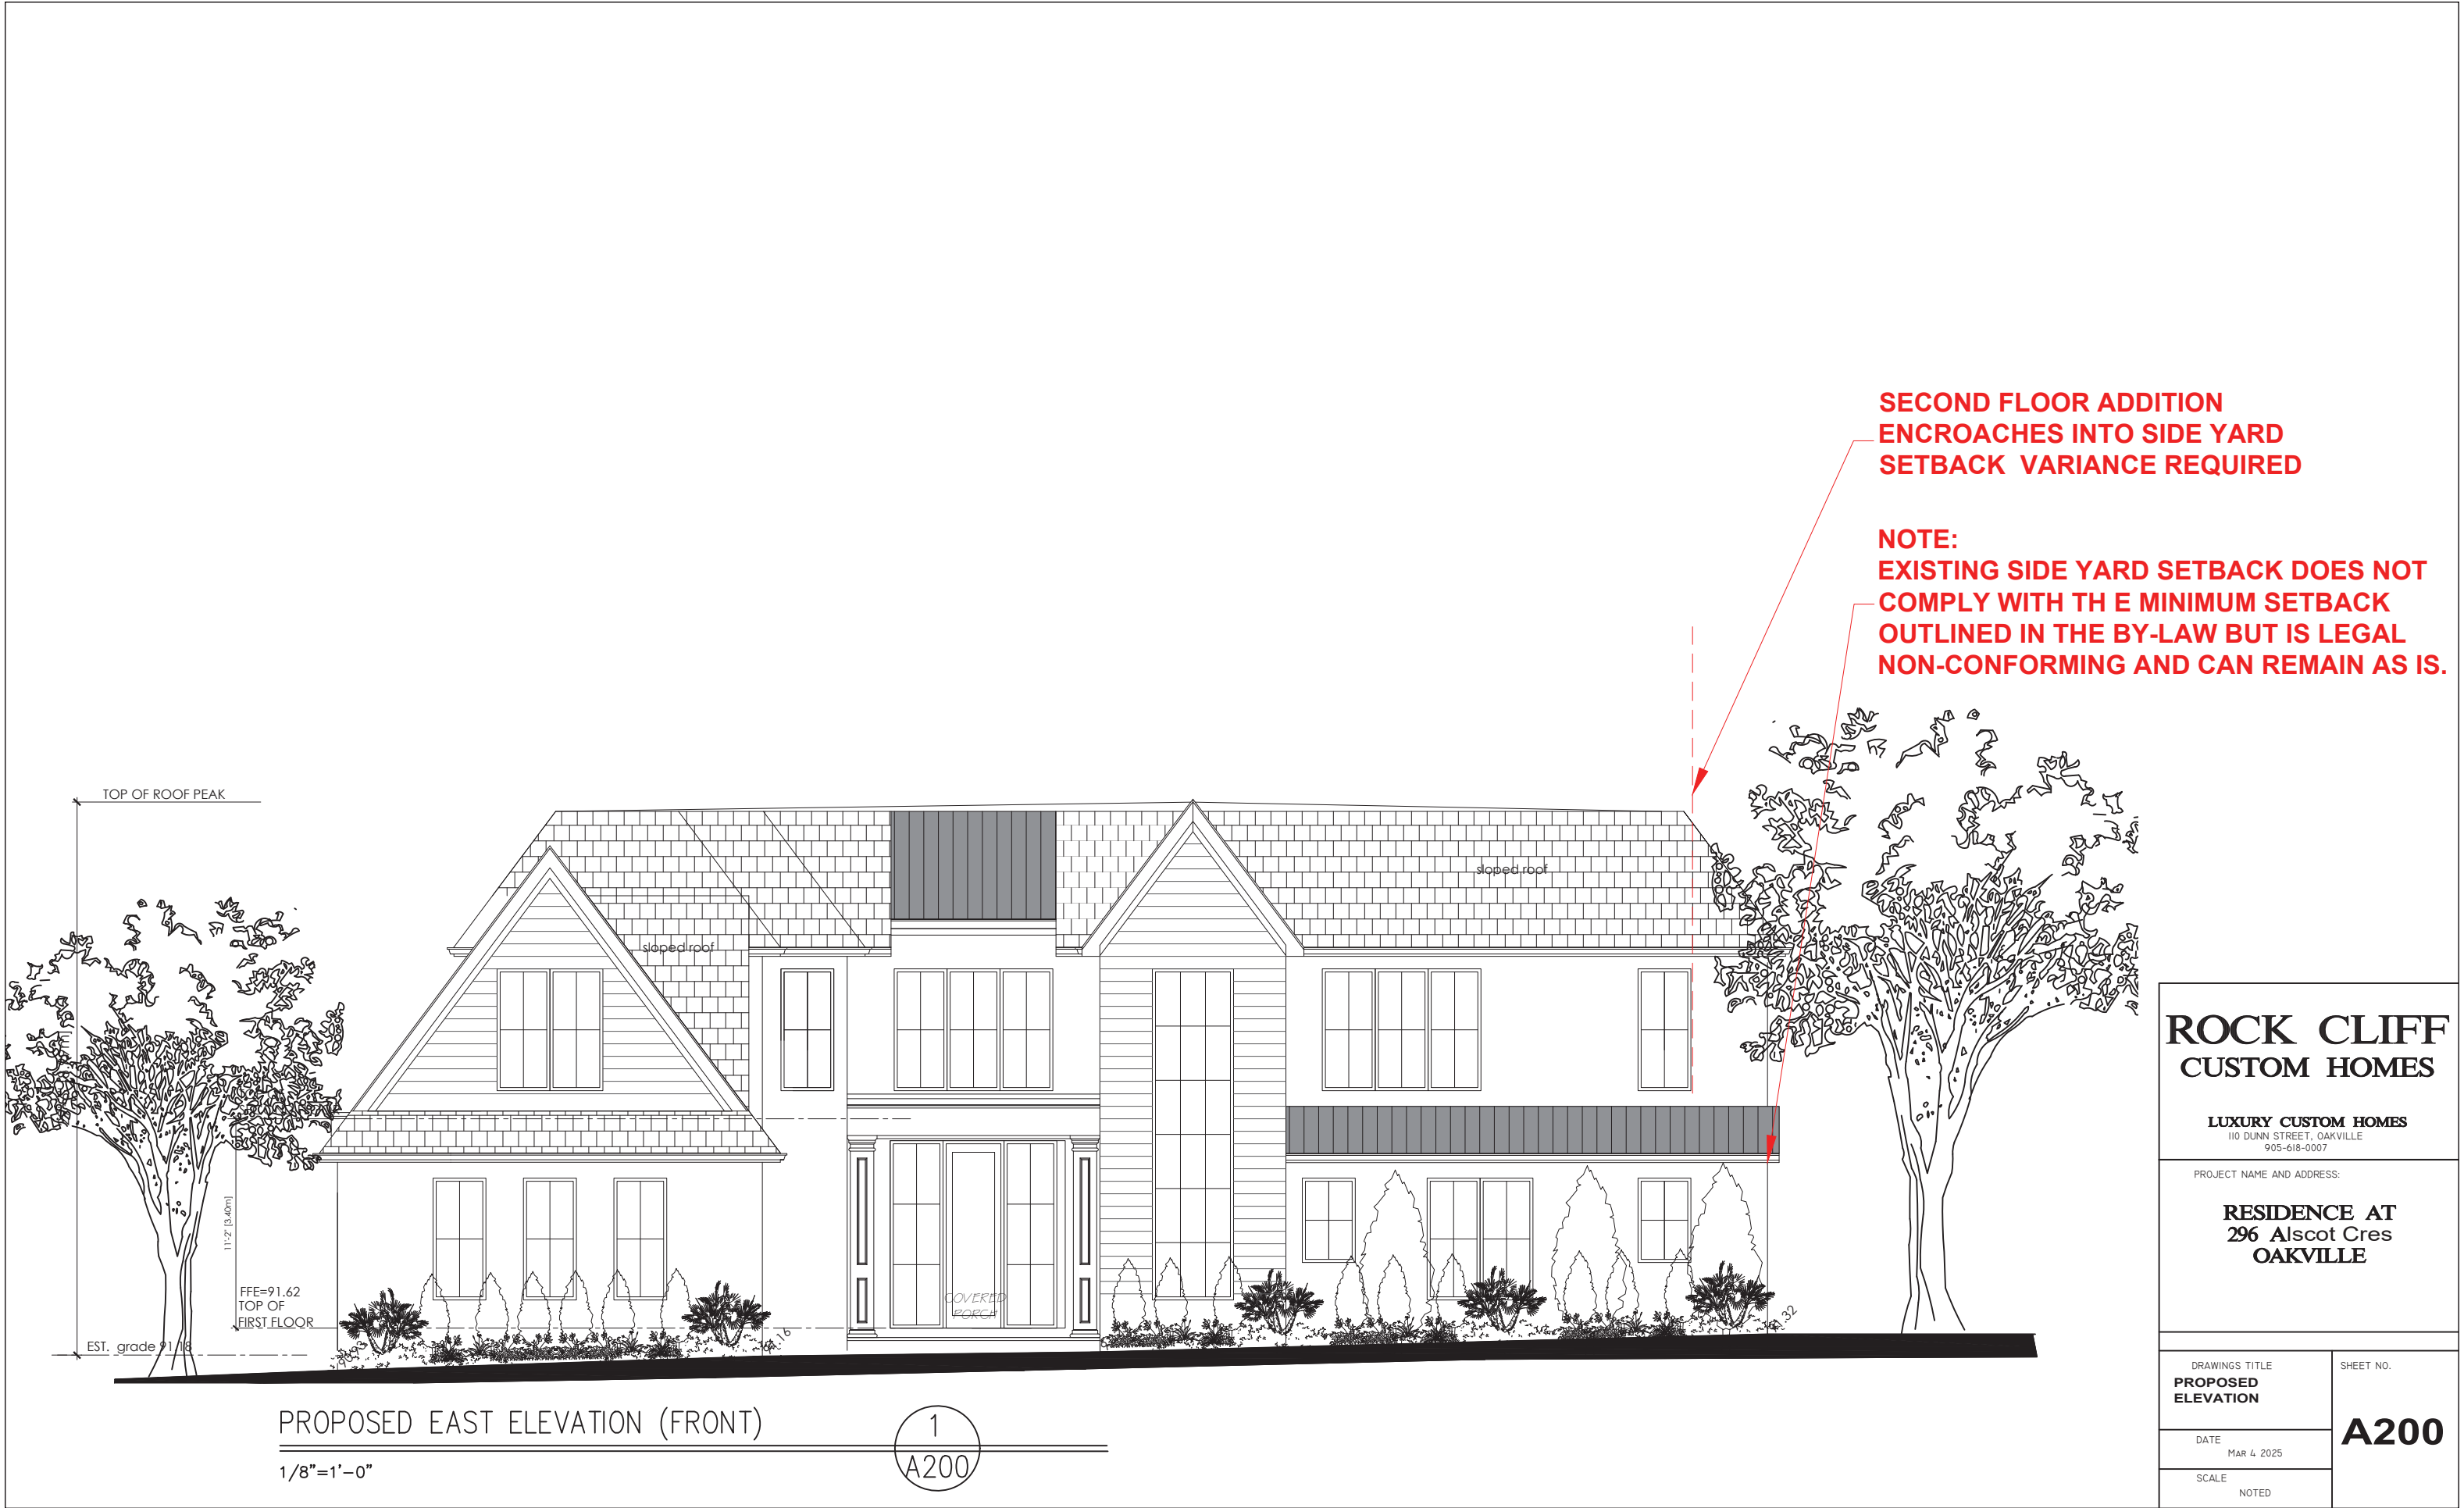 SECOND FLOOR ADDITION
ENCROACHES INTO SIDE YARD
SETBACK  VARIANCE REQUIRED
NOTE:
EXISTING SIDE YARD SETBACK DOES NOT
COMPLY WITH TH E MINIMUM SETBACK
OUTLINED IN THE BY-LAW BUT IS LEGAL
NON-CONFORMING AND CAN REMAIN AS IS.
TOP OF ROOF PEAK
sloped roof
sloped roof
11'-2" [3.40m]
FFE=91.62
TOP OF
FIRST FLOOR
EST. grade 91.18
COVERED
PORCH
PROPOSED EAST ELEVATION (FRONT)
1/8"=1'-0"
1
A200
ROCK CLIFF
CUSTOM HOMES
LUXURY CUSTOM HOMES
110 DUNN STREET, OAKVILLE
905-618-0007
PROJECT NAME AND ADDRESS:
RESIDENCE AT
296 Alscot Cres
OAKVILLE
DRAWINGS TITLE
PROPOSED
ELEVATION
SHEET NO.
A200
DATE
MAR 4 2025
SCALE
NOTED